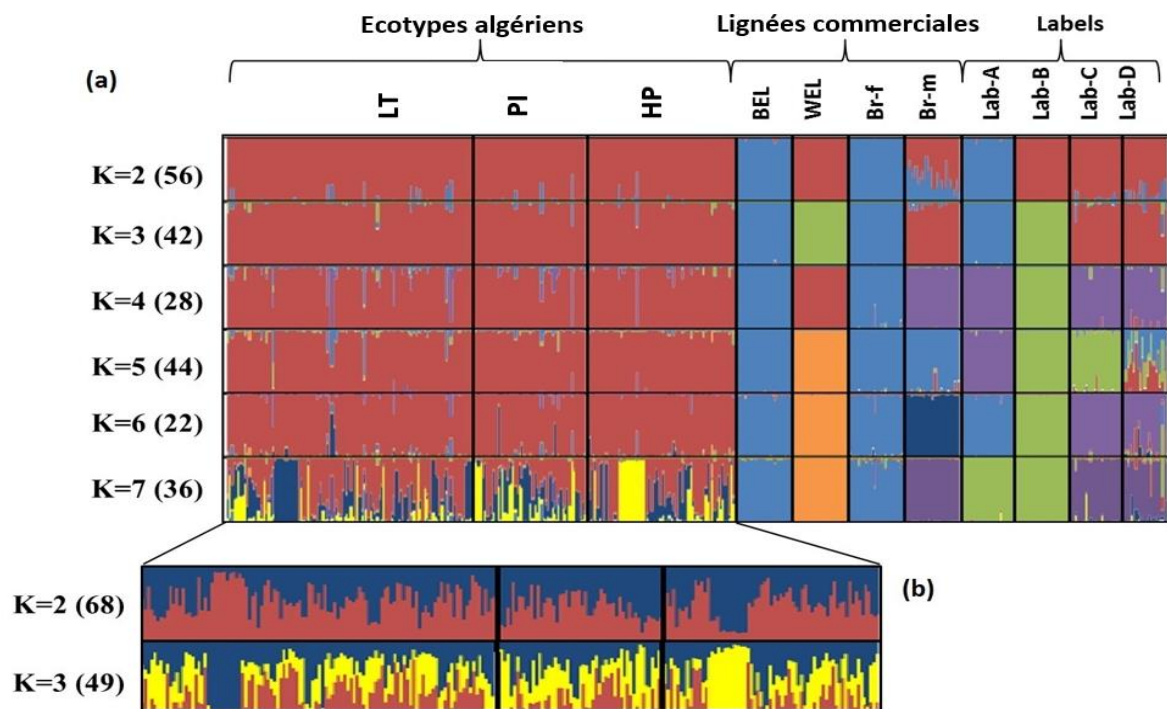 Ecotypes algériens Lignées commerciales Labels
(a)
LT PI HP BEL WEL Br-f Br-m Lab-A Lab-B Lab-C Lab-D
K=2 (56)
K=3 (42)
K=4 (28)
K=5 (44)
K=6 (22)
K=7 (36)
K=2 (68) (b)
K=3 (49)